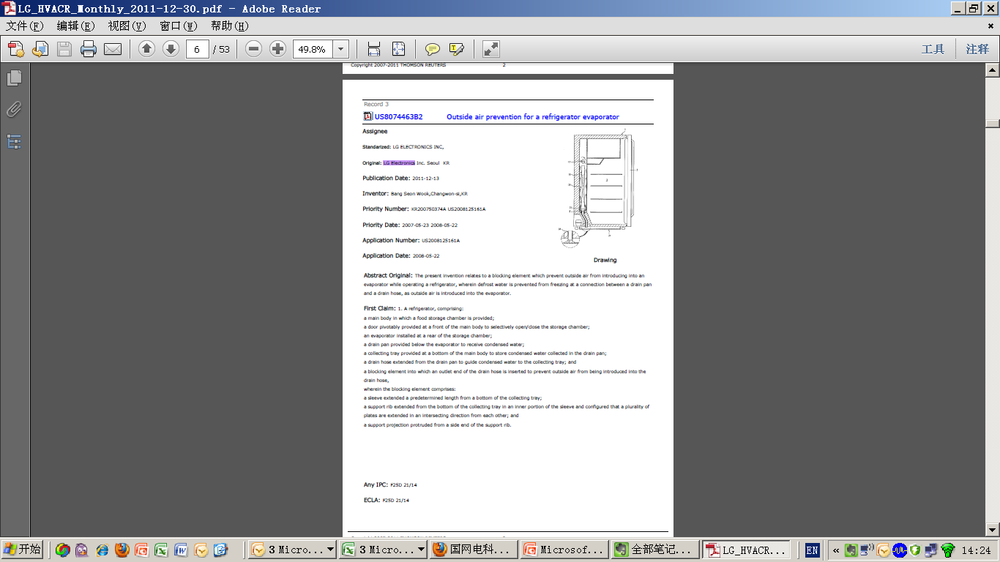 LG_HVACR_Monthly_2011-12-30.pdf - Adobe Reader
文件(F) 编辑(E) 视图(V) 窗口(W) 帮助(H)
6 / 53 49.8% 工具 注释
Copyright 2007-2011 THOMSON REUTERS 2
Record 3
US8074463B2 Outside air prevention for a refrigerator evaporator
Assignee
Standarized: LG ELECTRONICS INC,
Original: LG Electronics Inc. Seoul KR
Publication Date: 2011-12-13
Inventor: Bang Seon Wook,Changwon-si,KR
Priority Number: KR200750374A US2008125161A
Priority Date: 2007-05-23 2008-05-22
Application Number: US2008125161A
Application Date: 2008-05-22
Drawing
Abstract Original: The present invention relates to a blocking element which prevent outside air from introducing into an
evaporator while operating a refrigerator, wherein defrost water is prevented from freezing at a connection between a drain pan
and a drain hose, as outside air is introduced into the evaporator.
First Claim: 1. A refrigerator, comprising:
a main body in which a food storage chamber is provided;
a door pivotably provided at a front of the main body to selectively open/close the storage chamber;
an evaporator installed at a rear of the storage chamber;
a drain pan provided below the evaporator to receive condensed water;
a collecting tray provided at a bottom of the main body to store condensed water collected in the drain pan;
a drain hose extended from the drain pan to guide condensed water to the collecting tray; and
a blocking element into which an outlet end of the drain hose is inserted to prevent outside air from being introduced into the
drain hose,
wherein the blocking element comprises:
a sleeve extended a predetermined length from a bottom of the collecting tray;
a support rib extended from the bottom of the collecting tray in an inner portion of the sleeve and configured that a plurality of
plates are extended in an intersecting direction from each other; and
a support projection protruded from a side end of the support rib.
Any IPC: F25D 21/14
ECLA: F25D 21/14
开始 3 Micro... 3 Micro... 国网电科... Microsof... 全部笔记... LG_HVACR... EN « 14:24